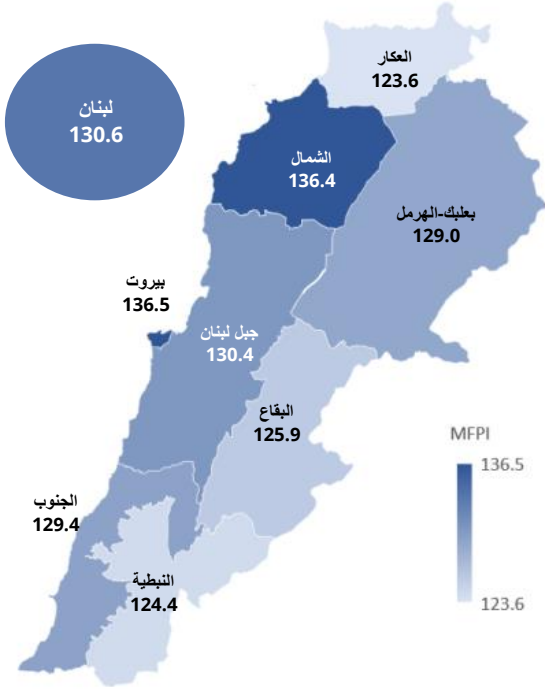 العكار
123.6
لبنان
130.6
الشمال
136.4
بعلبك-الهرمل
129.0
بيروت
136.5
جبل لبنان
130.4
البقاع
125.9
MFPI
136.5
123.6
الجنوب
129.4
النبطية
124.4